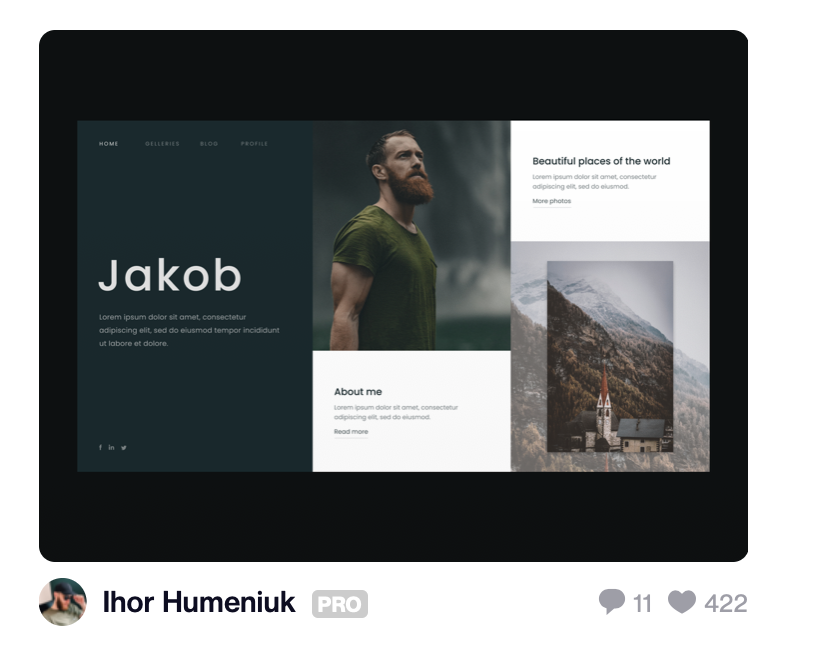 HOME GELLERIES BLOG PROFILE
Jakob
Lorem ipsum dolor sit amet, consectetur
adipiscing elit, sed do eiusmod tempor incididunt
ut labore et dolore.
f in
About me
Lorem ipsum dolor sit amet, consectetur
adipiscing elit, sed do eiusmod.
Read more
Beautiful places of the world
Lorem ipsum dolor sit amet, consectetur
adipiscing elit, sed do eiusmod.
More photos
Ihor Humeniuk PRO 11 422